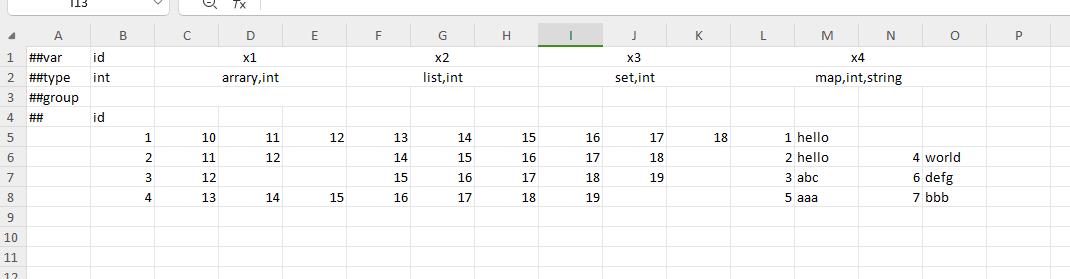 I13 fx
A B C D E F G H I J K L M N O P
1 ##var id x1 x2 x3 x4
2 ##type int arrary,int list,int set,int map,int,string
3 ##group
4 ## id
5 1 10 11 12 13 14 15 16 17 18 1 hello
6 2 11 12 14 15 16 17 18 2 hello 4 world
7 3 12 15 16 17 18 19 3 abc 6 defg
8 4 13 14 15 16 17 18 19 5 aaa 7 bbb
9
10
11
12